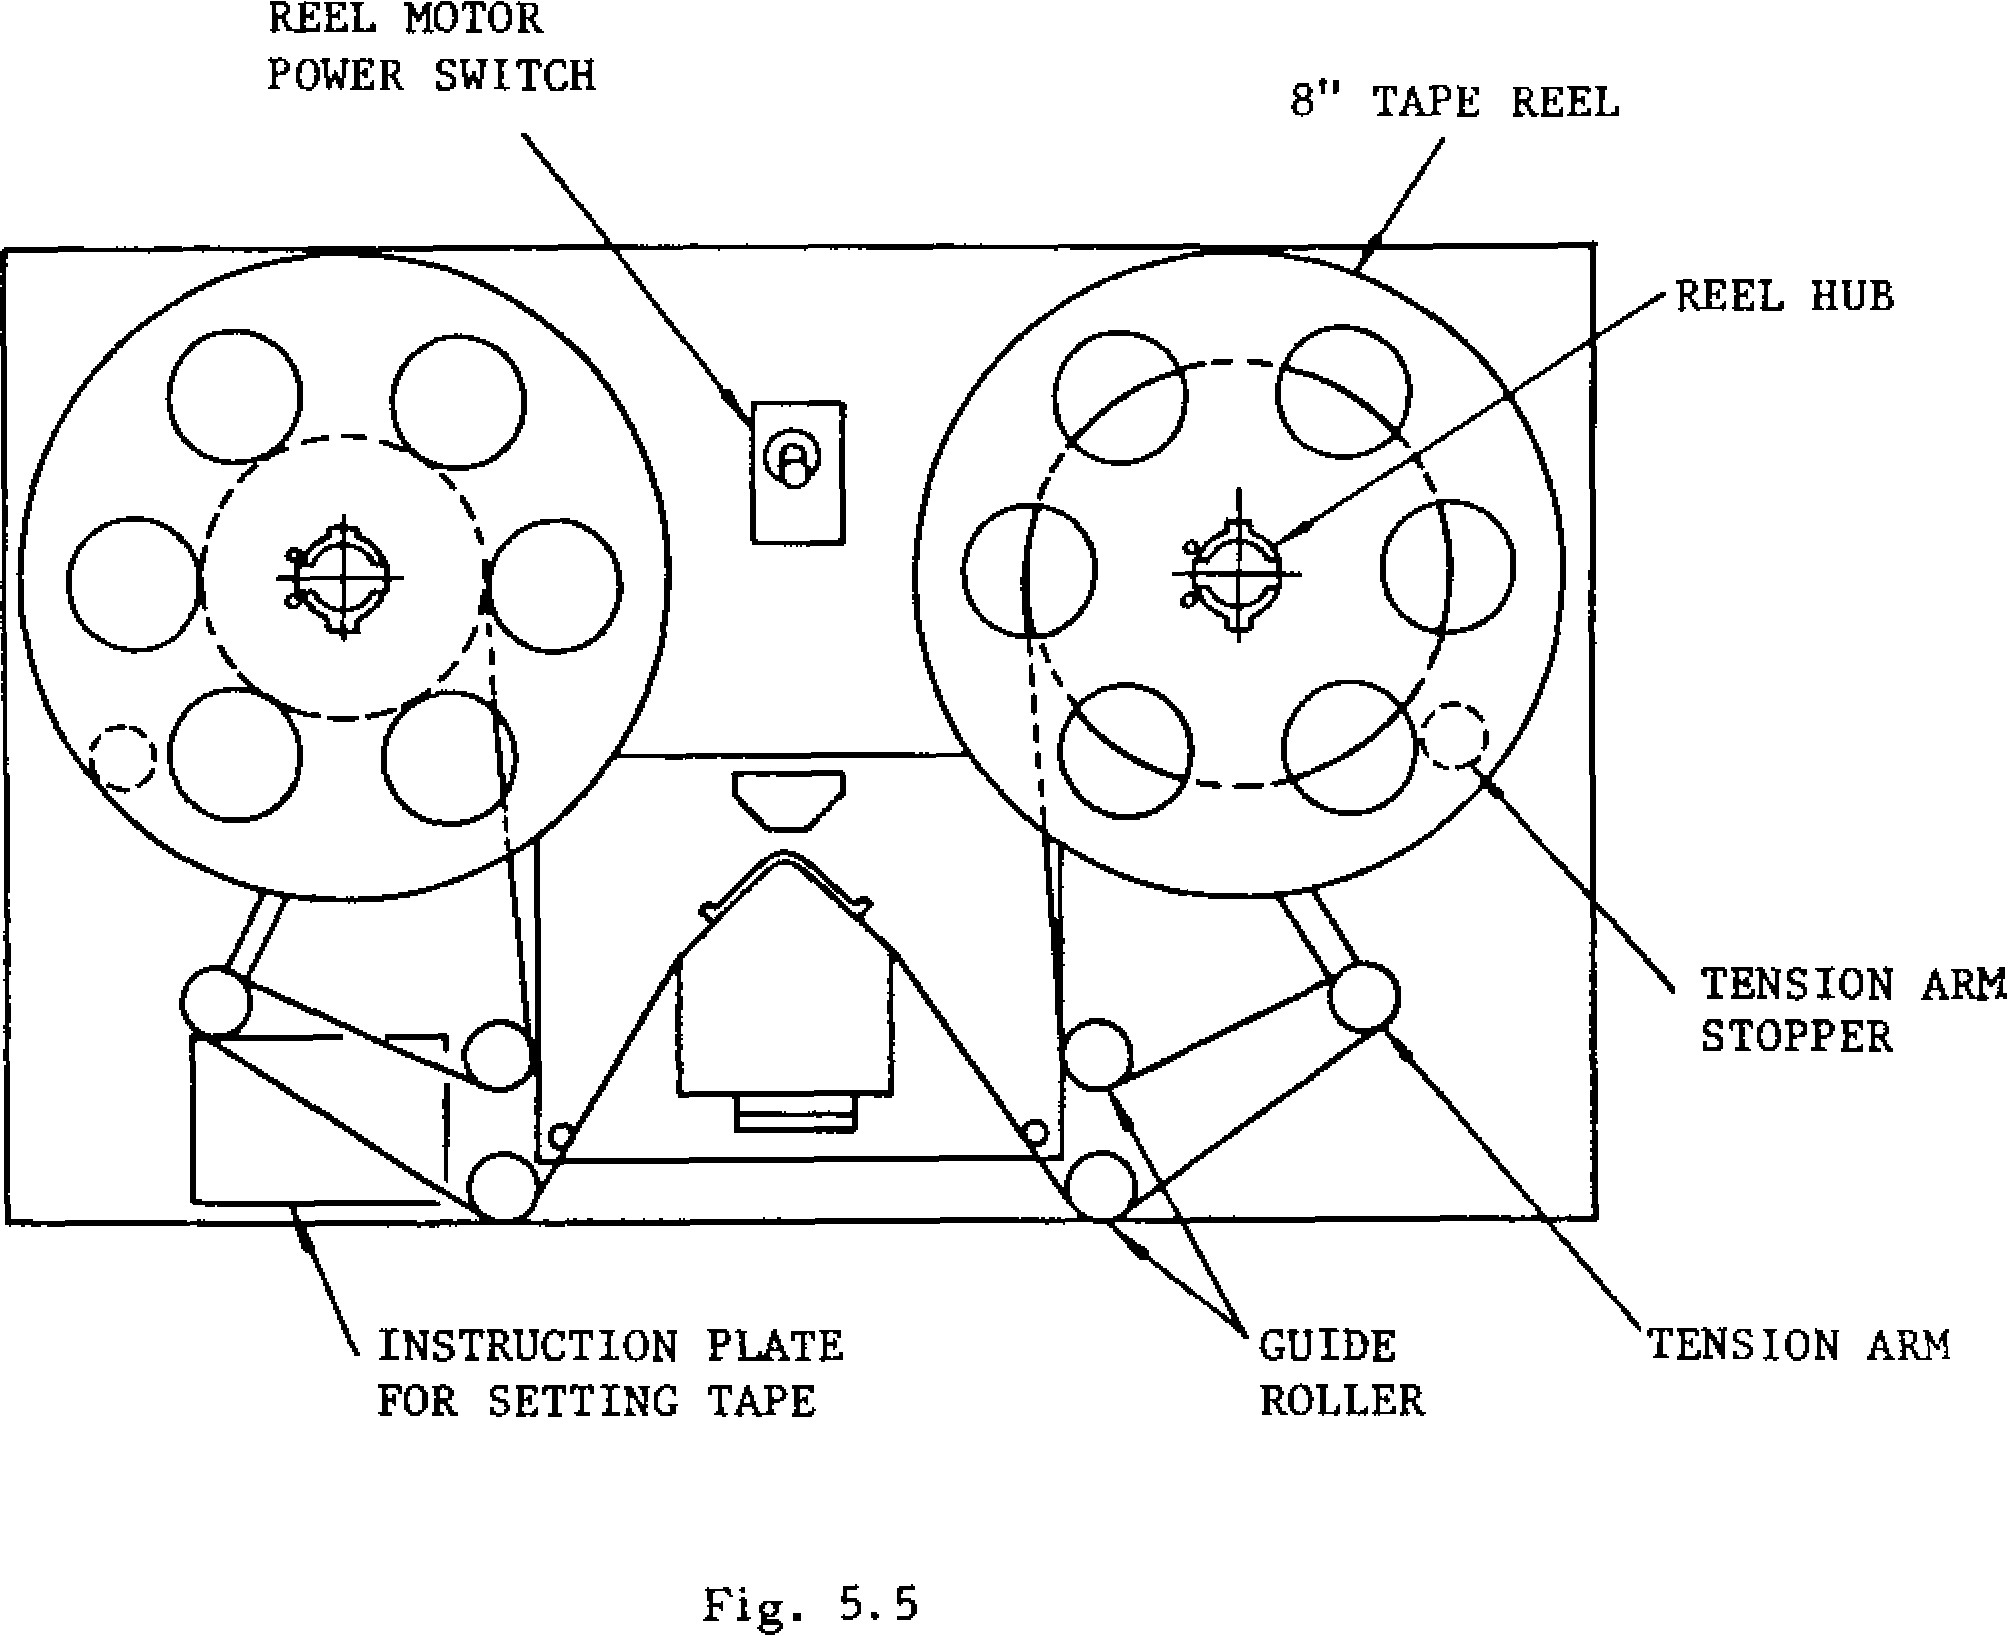 REEL MOTOR
POWER SWITCH
8" TAPE REEL
REEL HUB
TENSION ARM
STOPPER
INSTRUCTION PLATE
FOR SETTING TAPE
GUIDE
ROLLER
TENSION ARM
Fig. 5.5